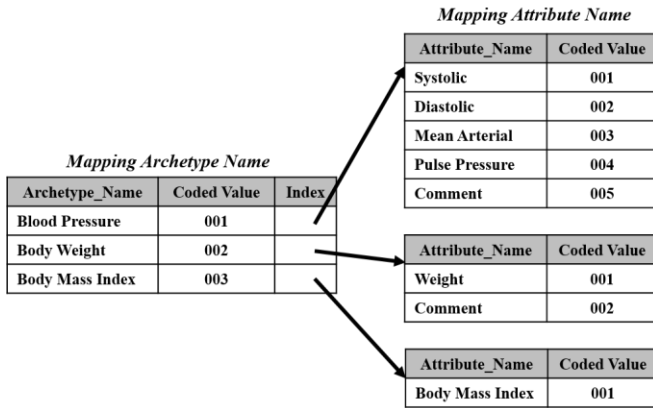 Mapping Attribute Name
Attribute_Name Coded Value
Systolic 001
Diastolic 002
Mean Arterial 003
Pulse Pressure 004
Comment 005
Mapping Archetype Name
Archetype_Name Coded Value Index
Blood Pressure 001
Body Weight 002
Body Mass Index 003
Attribute_Name Coded Value
Weight 001
Comment 002
Attribute_Name Coded Value
Body Mass Index 001